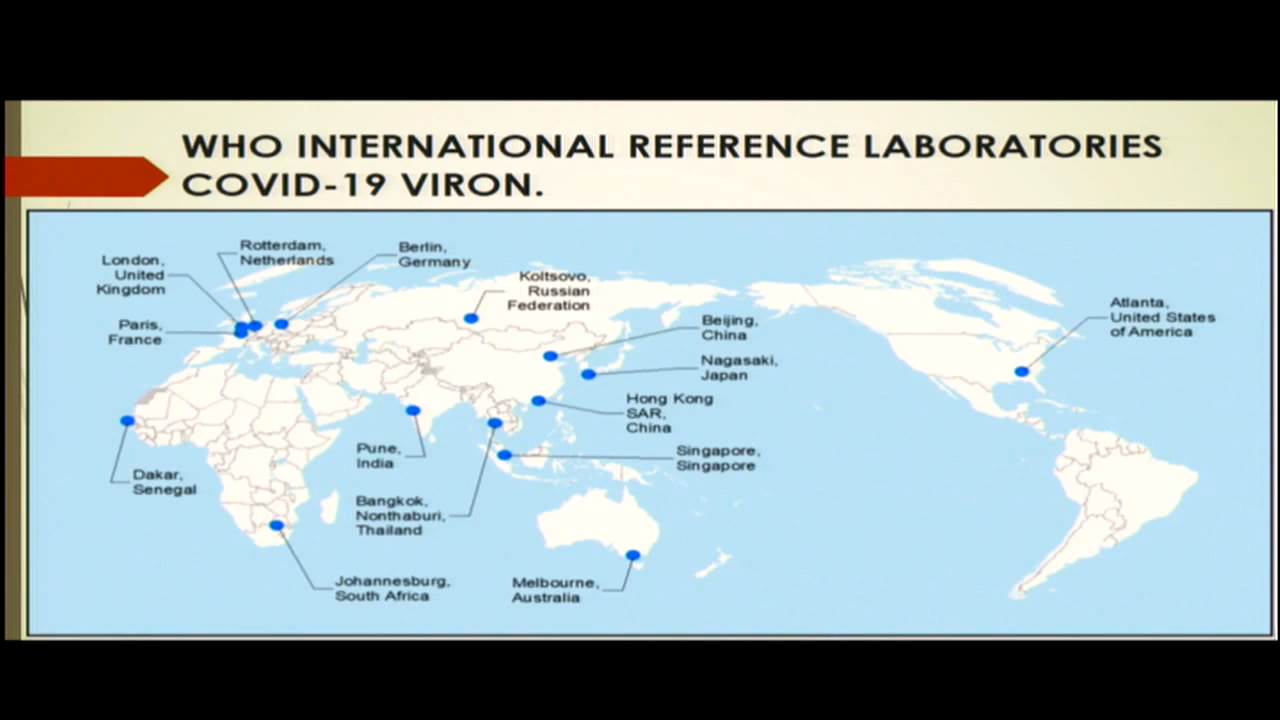 WHO INTERNATIONAL REFERENCE LABORATORIES
COVID-19 VIRON.
Rotterdam,
Netherlands
Berlin,
Germany
London,
United
Kingdom
Koltsovo,
Russian
Federation
Paris,
France
Beijing,
China
Atlanta,
United States
of America
Nagasaki,
Japan
Hong Kong
SAR,
China
Pune,
India
Singapore,
Singapore
Dakar,
Senegal
Bangkok,
Nonthaburi,
Thailand
Johannesburg,
South Africa
Melbourne,
Australia